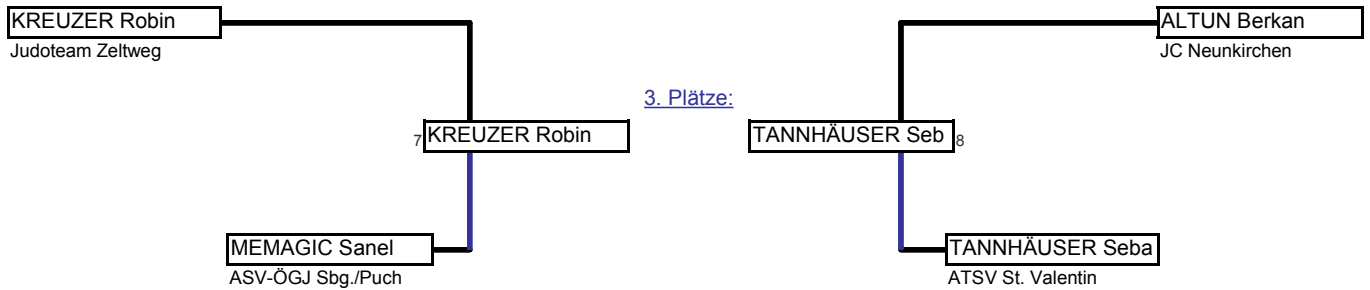 KREUZER Robin
Judoteam Zeltweg
ALTUN Berkan
JC Neunkirchen
3. Plätze:
7 KREUZER Robin
TANNHÄUSER Seb 8
MEMAGIC Sanel
ASV-ÖGJ Sbg./Puch
TANNHÄUSER Seba
ATSV St. Valentin